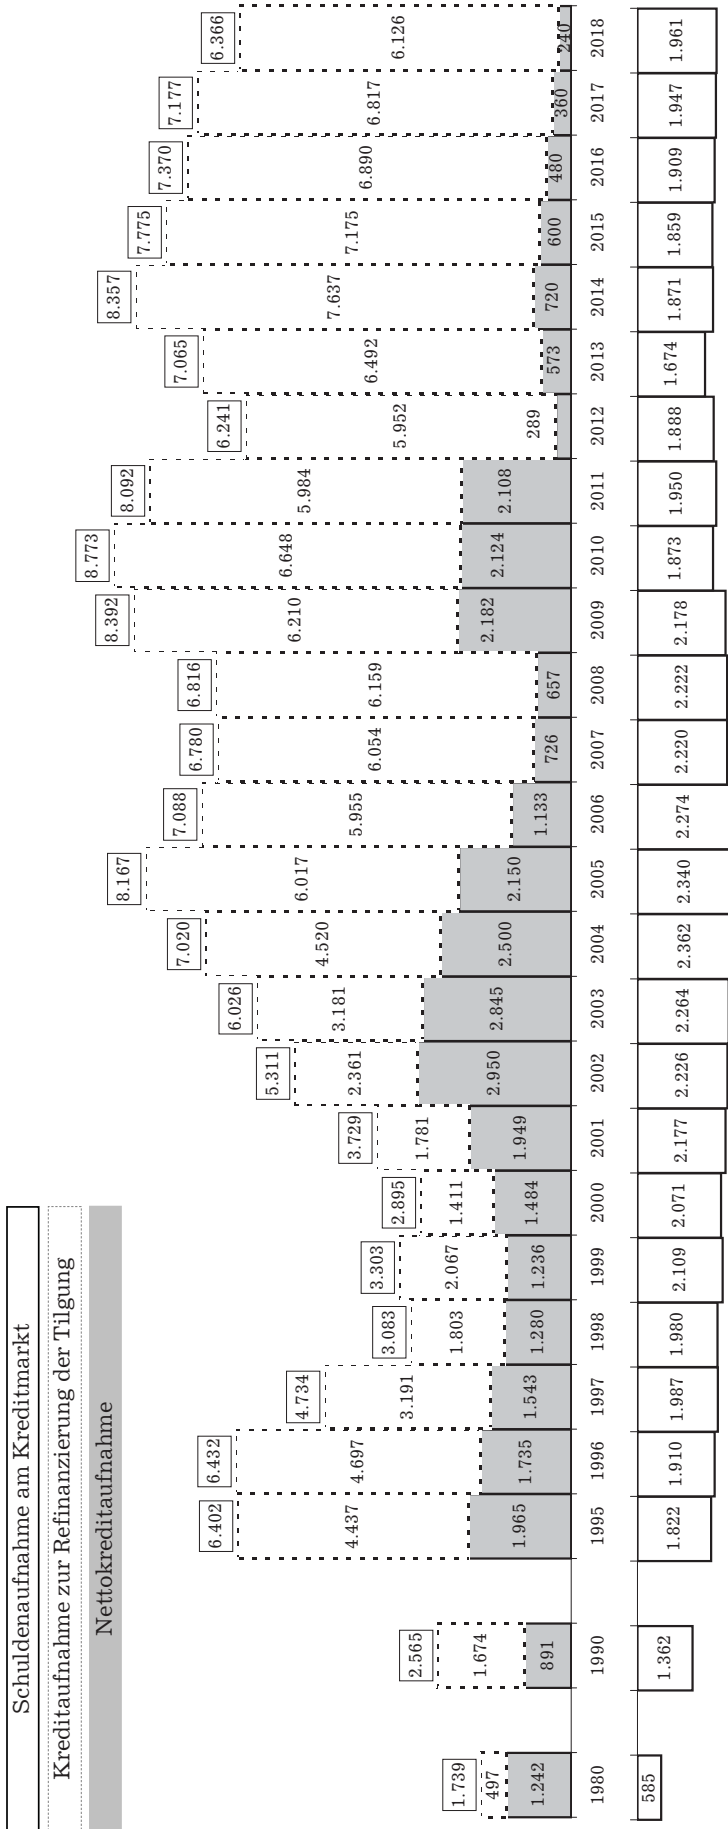 Schuldenaufnahme am Kreditmarkt
Kreditaufnahme zur Refinanzierung der Tilgung
Nettokreditaufnahme
1.739 2.565 6.402 6.432 4.734 3.083 3.303 2.895 3.729 5.311 6.026 7.020 8.167 7.088 6.780 6.816 8.392 8.773 8.092 6.241 7.065 8.357 7.775 7.370 7.177 6.366
497 1.674 4.437 4.697 3.191 1.803 2.067 1.411 1.781 2.361 3.181 4.520 6.017 5.955 6.054 6.159 6.210 6.648 5.984 5.952 6.492 7.637 7.175 6.890 6.817 6.126
1.242 891 1.965 1.735 1.543 1.280 1.236 1.484 1.949 2.950 2.845 2.500 2.150 1.133 726 657 2.182 2.124 2.108 289 573 720 600 480 360 240
1980 1990 1995 1996 1997 1998 1999 2000 2001 2002 2003 2004 2005 2006 2007 2008 2009 2010 2011 2012 2013 2014 2015 2016 2017 2018
585 1.362 1.822 1.910 1.987 1.980 2.109 2.071 2.177 2.226 2.264 2.362 2.340 2.274 2.220 2.222 2.178 1.873 1.950 1.888 1.674 1.871 1.859 1.909 1.947 1.961